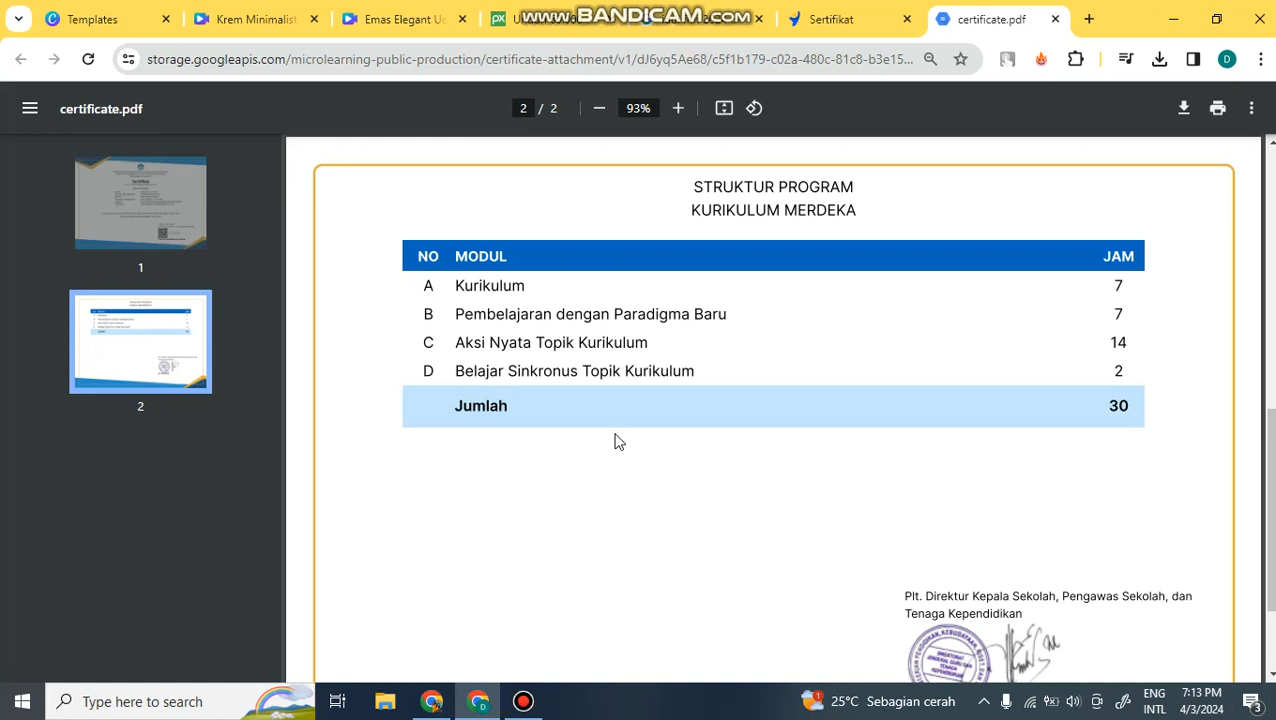 Templates
Krem Minimalist
Emas Elegant Uc
www.BANDICAM.com
Sertifikat
certificate.pdf
storage.googleapis.com/microlearning-public-production/certificate-attachment/v1/dJ6yq5Ae68/c5f1b179-c02a-480c-81c8-b3e15...
D
certificate.pdf
2 / 2
93%
1
2
STRUKTUR PROGRAM
KURIKULUM MERDEKA
NO MODUL JAM
A Kurikulum 7
B Pembelajaran dengan Paradigma Baru 7
C Aksi Nyata Topik Kurikulum 14
D Belajar Sinkronus Topik Kurikulum 2
Jumlah 30
Plt. Direktur Kepala Sekolah, Pengawas Sekolah, dan
Tenaga Kependidikan
Type here to search
25°C Sebagian cerah
ENG
INTL
7:13 PM
4/3/2024
3